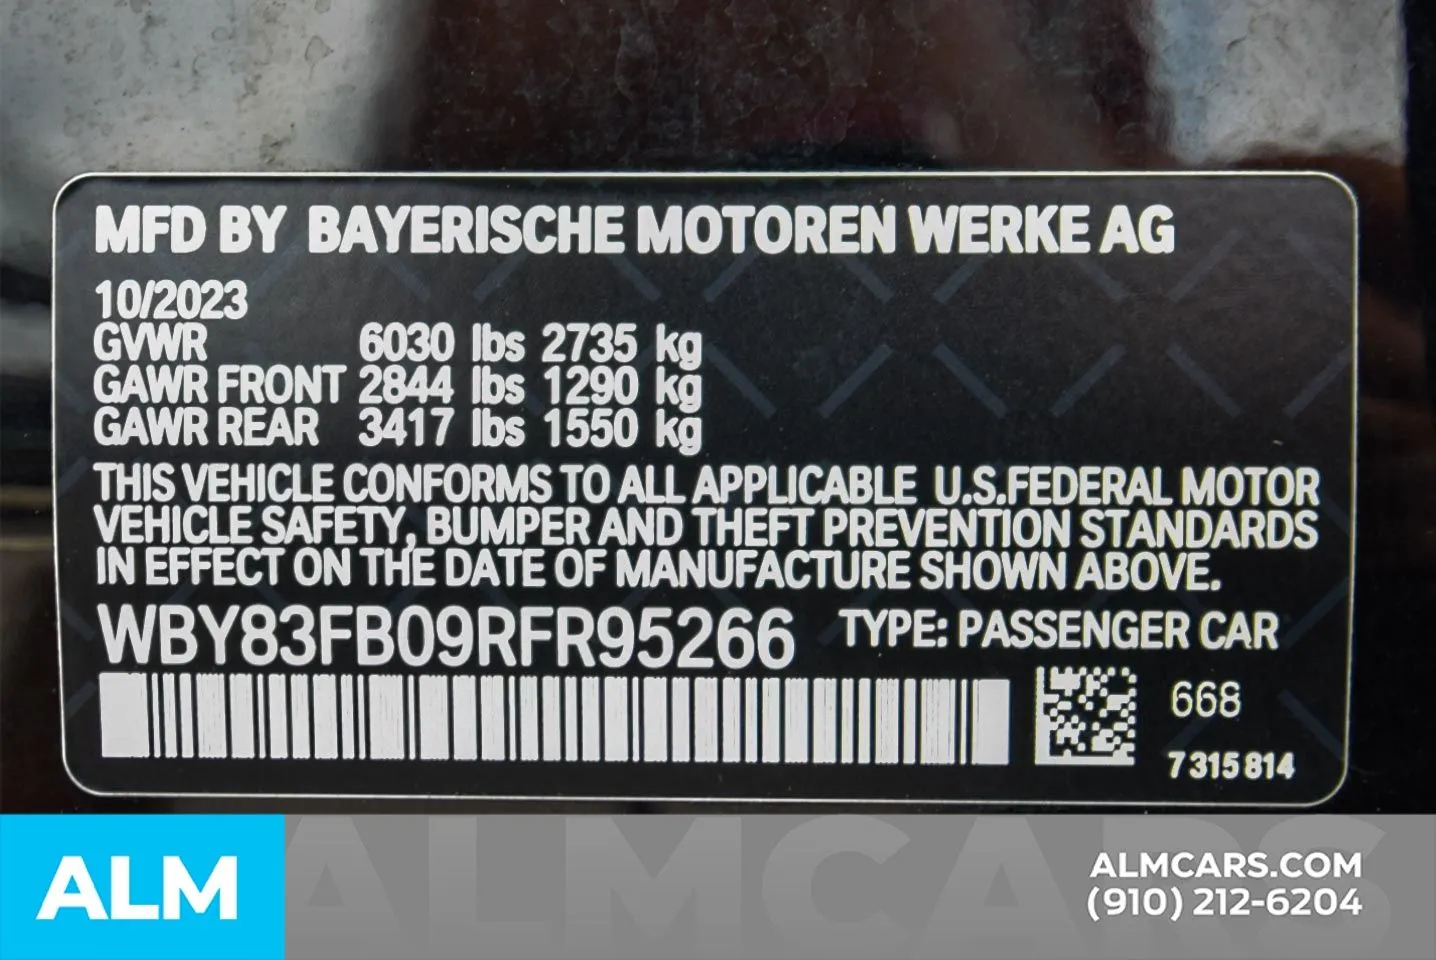 MFD BY BAYERISCHE MOTOREN WERKE AG
10/2023
GVWR 6030 lbs 2735 kg
GAWR FRONT 2844 lbs 1290 kg
GAWR REAR 3417 lbs 1550 kg
THIS VEHICLE CONFORMS TO ALL APPLICABLE U.S.FEDERAL MOTOR
VEHICLE SAFETY, BUMPER AND THEFT PREVENTION STANDARDS
IN EFFECT ON THE DATE OF MANUFACTURE SHOWN ABOVE.
WBY83FB09RFR95266 TYPE: PASSENGER CAR
668
7315814
ALMCARS
ALM
ALMCARS.COM
(910) 212-6204